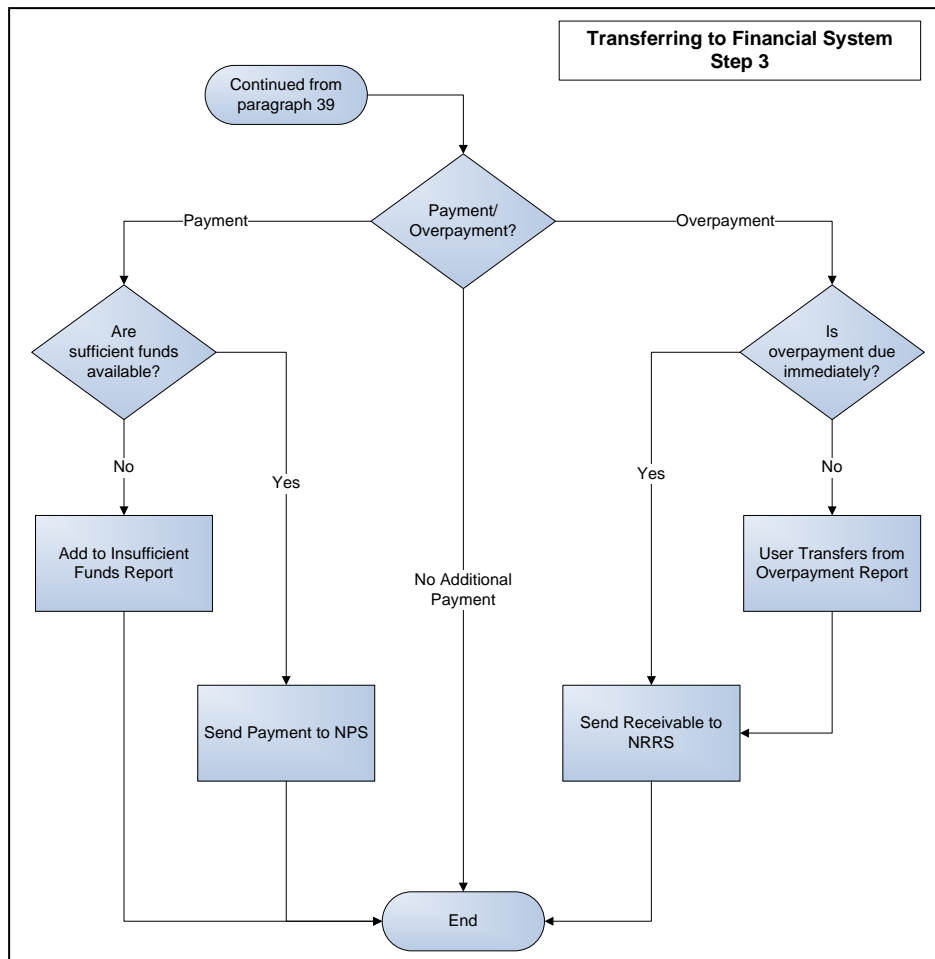 Transferring to Financial System
Step 3
Continued from
paragraph 39
Payment/
Overpayment?
Payment
Overpayment
Are
sufficient funds
available?
Is
overpayment due
immediately?
No
Yes
Yes
No
Add to Insufficient
Funds Report
No Additional
Payment
User Transfers from
Overpayment Report
Send Payment to NPS
Send Receivable to
NRRS
End